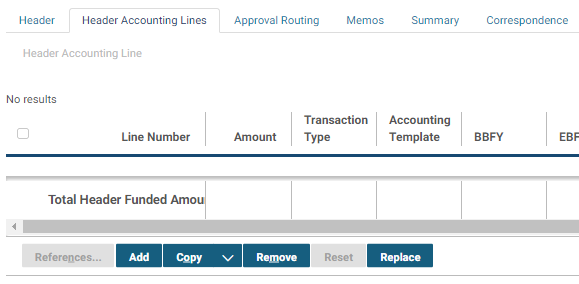 Header Header Accounting Lines Approval Routing Memos Summary Correspondence
Header Accounting Line
No results
Line Number Amount Transaction Type Accounting Template BBFY EBF
Total Header Funded Amou
References... Add Copy Remove Reset Replace